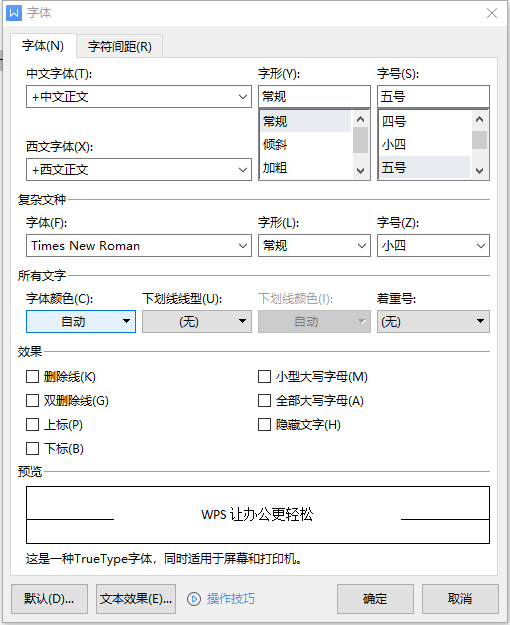 W 字体
字体(N) 字符间距(R)
中文字体(T): 字形(Y): 字号(S):
+中文正文 常规 五号
常规 四号
倾斜 小四
加粗 五号
西文字体(X):
+西文正文
复杂文种
字体(F): 字形(L): 字号(Z):
Times New Roman 常规 小四
所有文字
字体颜色(C): 下划线线型(U): 下划线颜色(I): 着重号:
自动 (无) 自动 (无)
效果
删除线(K) 小型大写字母(M)
双删除线(G) 全部大写字母(A)
上标(P) 隐藏文字(H)
下标(B)
预览
WPS 让办公更轻松
这是一种TrueType字体，同时适用于屏幕和打印机。
默认(D)... 文本效果(E)... 操作技巧 确定 取消